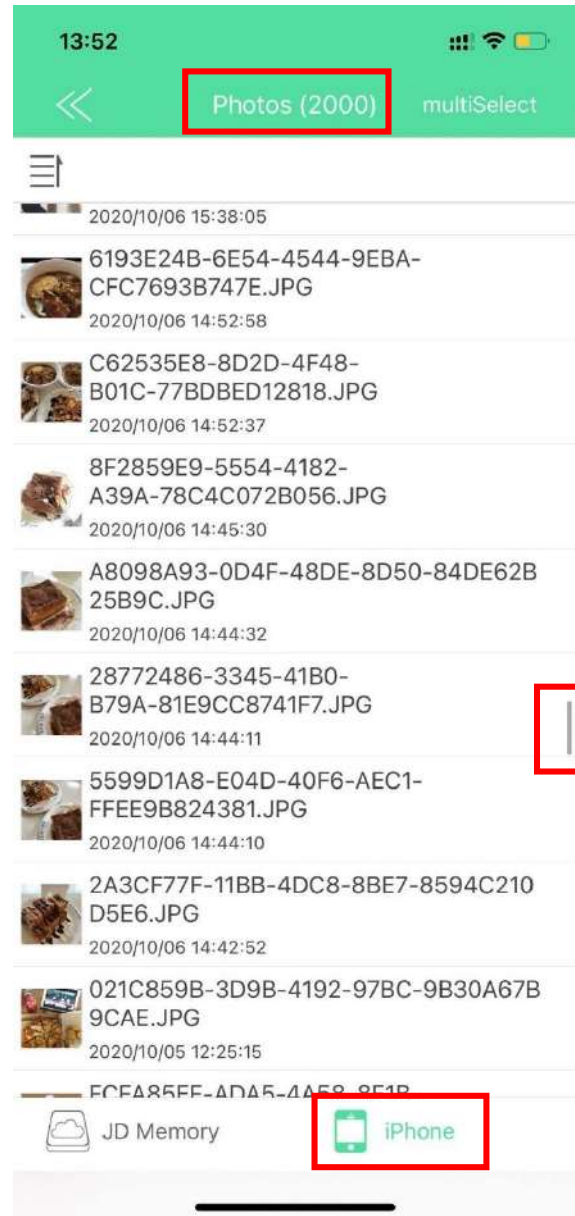 13:52
Photos (2000)
multiSelect
2020/10/06 15:38:05
6193E24B-6E54-4544-9EBA-
CFC7693B747E.JPG
2020/10/06 14:52:58
C62535E8-8D2D-4F48-
B01C-77BDBED12818.JPG
2020/10/06 14:52:37
8F2859E9-5554-4182-
A39A-78C4C072B056.JPG
2020/10/06 14:45:30
A8098A93-0D4F-48DE-8D50-84DE62B
25B9C.JPG
2020/10/06 14:44:32
28772486-3345-41B0-
B79A-81E9CC8741F7.JPG
2020/10/06 14:44:11
5599D1A8-E04D-40F6-AEC1-
FFEE9B824381.JPG
2020/10/06 14:44:10
2A3CF77F-11BB-4DC8-8BE7-8594C210
D5E6.JPG
2020/10/06 14:42:52
021C859B-3D9B-4192-97BC-9B30A67B
9CAE.JPG
2020/10/05 12:25:15
JD Memory
iPhone